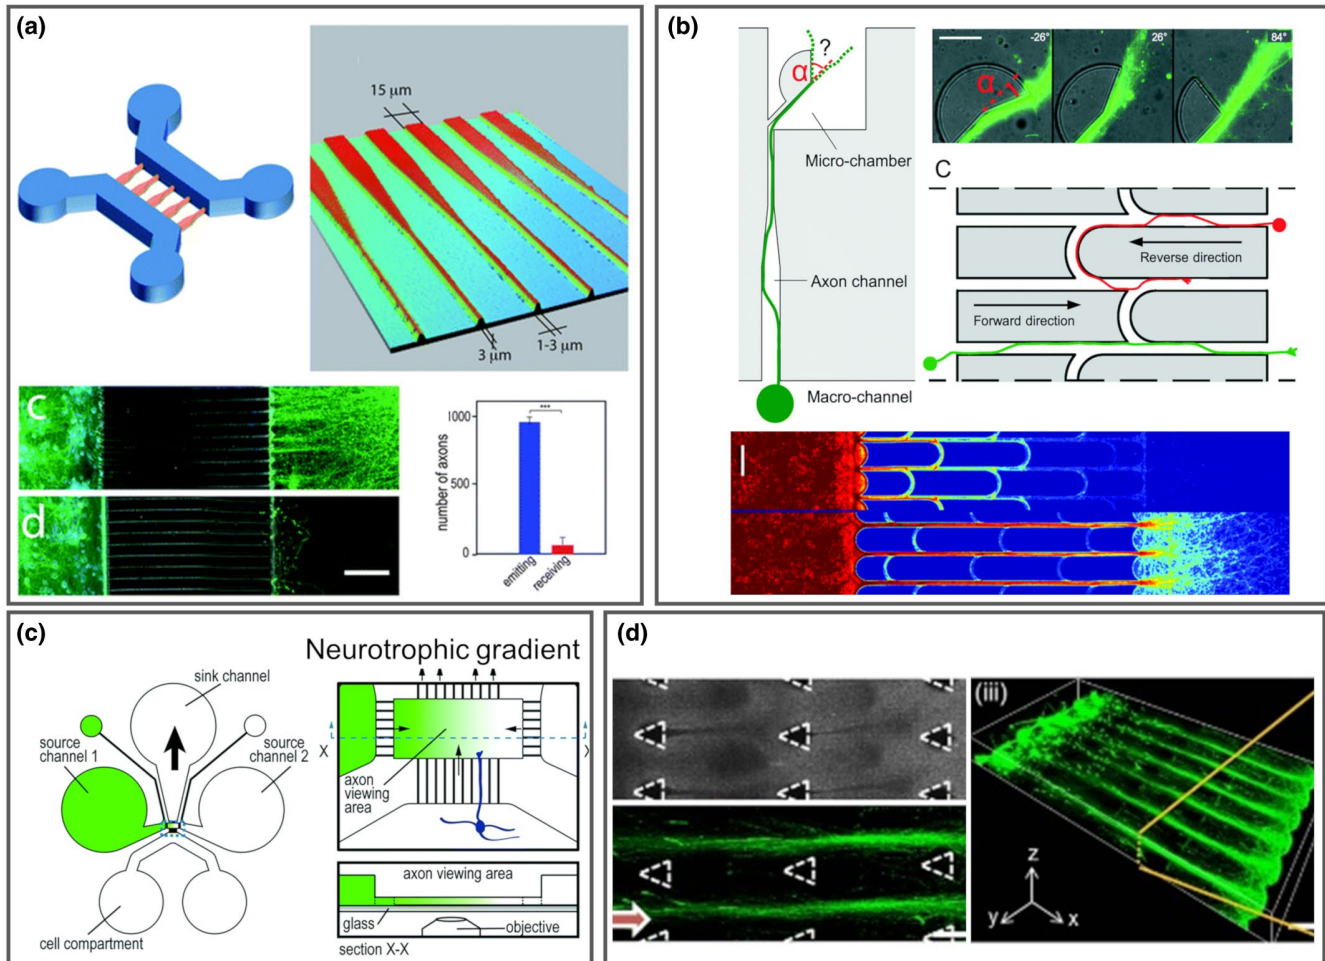 (a)
15 μm
3 μm
1-3 μm
c
d
number of axons
1000
500
0
***
emitting
receiving
(b)
α
?
Micro-chamber
Axon channel
Macro-channel
-26°
α
26°
84°
C
Reverse direction
Forward direction
(c)
Neurotrophic gradient
sink channel
source
channel 1
source
channel 2
cell compartment
X
axon
viewing
area
axon viewing area
glass
objective
section X-X
(d)
(iii)
z
y
x